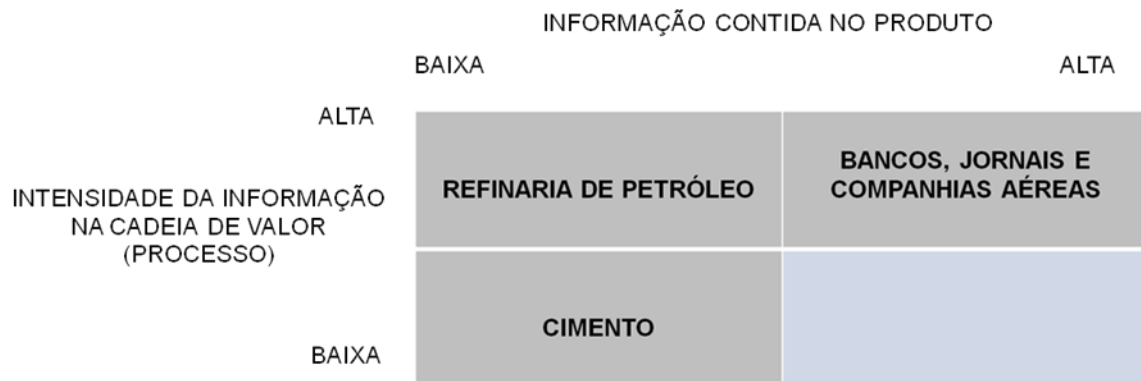 INFORMAÇÃO CONTIDA NO PRODUTO
BAIXA
ALTA
ALTA
INTENSIDADE DA INFORMAÇÃO
NA CADEIA DE VALOR
(PROCESSO)
BAIXA
REFINARIA DE PETRÓLEO
BANCOS, JORNAIS E
COMPANHIAS AÉREAS
CIMENTO